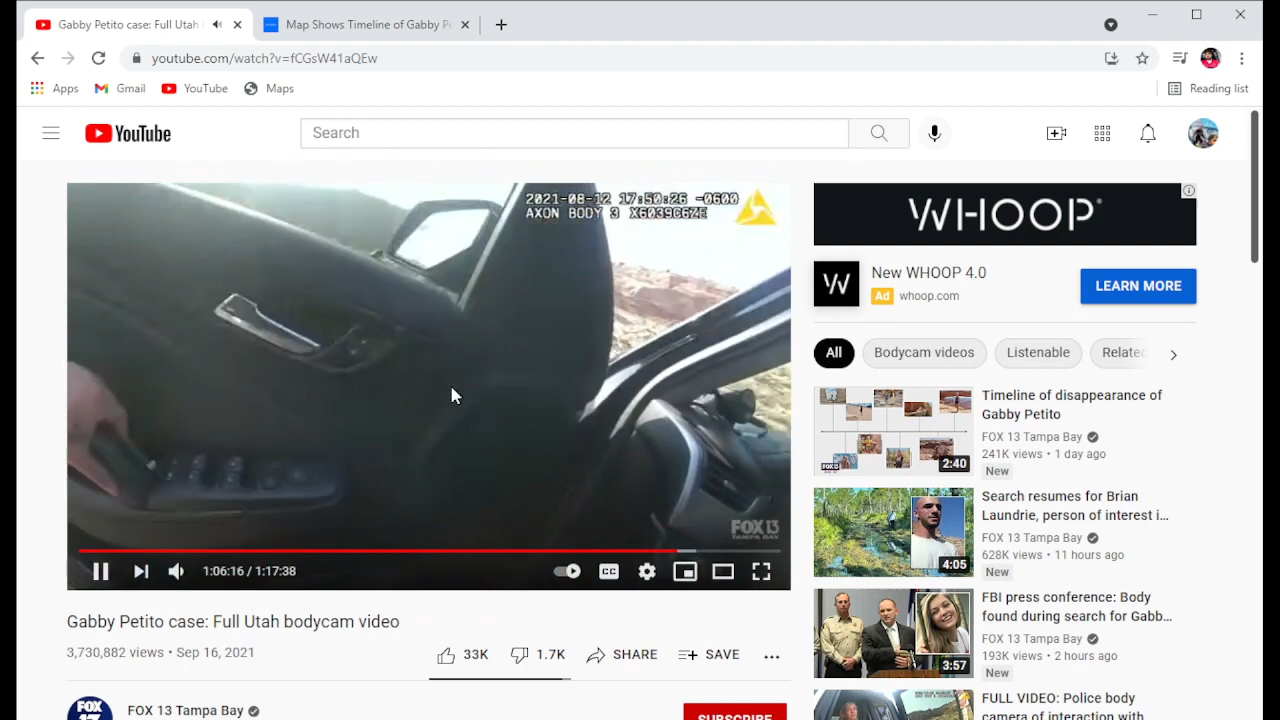 Gabby Petito case: Full Utah
Map Shows Timeline of Gabby Pe
youtube.com/watch?v=fCGsW41aQEw
Apps
Gmail
YouTube
Maps
Reading list
YouTube
Search
2021-08-12 17:50:26 -0600
AXON BODY 3 X6039C6ZE
FOX 13
TAMPA BAY
1:06:16 / 1:17:38
CC
Gabby Petito case: Full Utah bodycam video
3,730,882 views • Sep 16, 2021
33K
1.7K
SHARE
SAVE
FOX 13 Tampa Bay
SUBSCRIBE
WHOOP
W
New WHOOP 4.0
Ad whoop.com
LEARN MORE
All
Bodycam videos
Listenable
Related
Timeline of disappearance of
Gabby Petito
FOX 13 Tampa Bay
241K views • 1 day ago
New
2:40
Search resumes for Brian
Laundrie, person of interest i...
FOX 13 Tampa Bay
628K views • 11 hours ago
New
4:05
FBI press conference: Body
found during search for Gabb...
FOX 13 Tampa Bay
193K views • 2 hours ago
New
3:57
FULL VIDEO: Police body
camera of interaction with